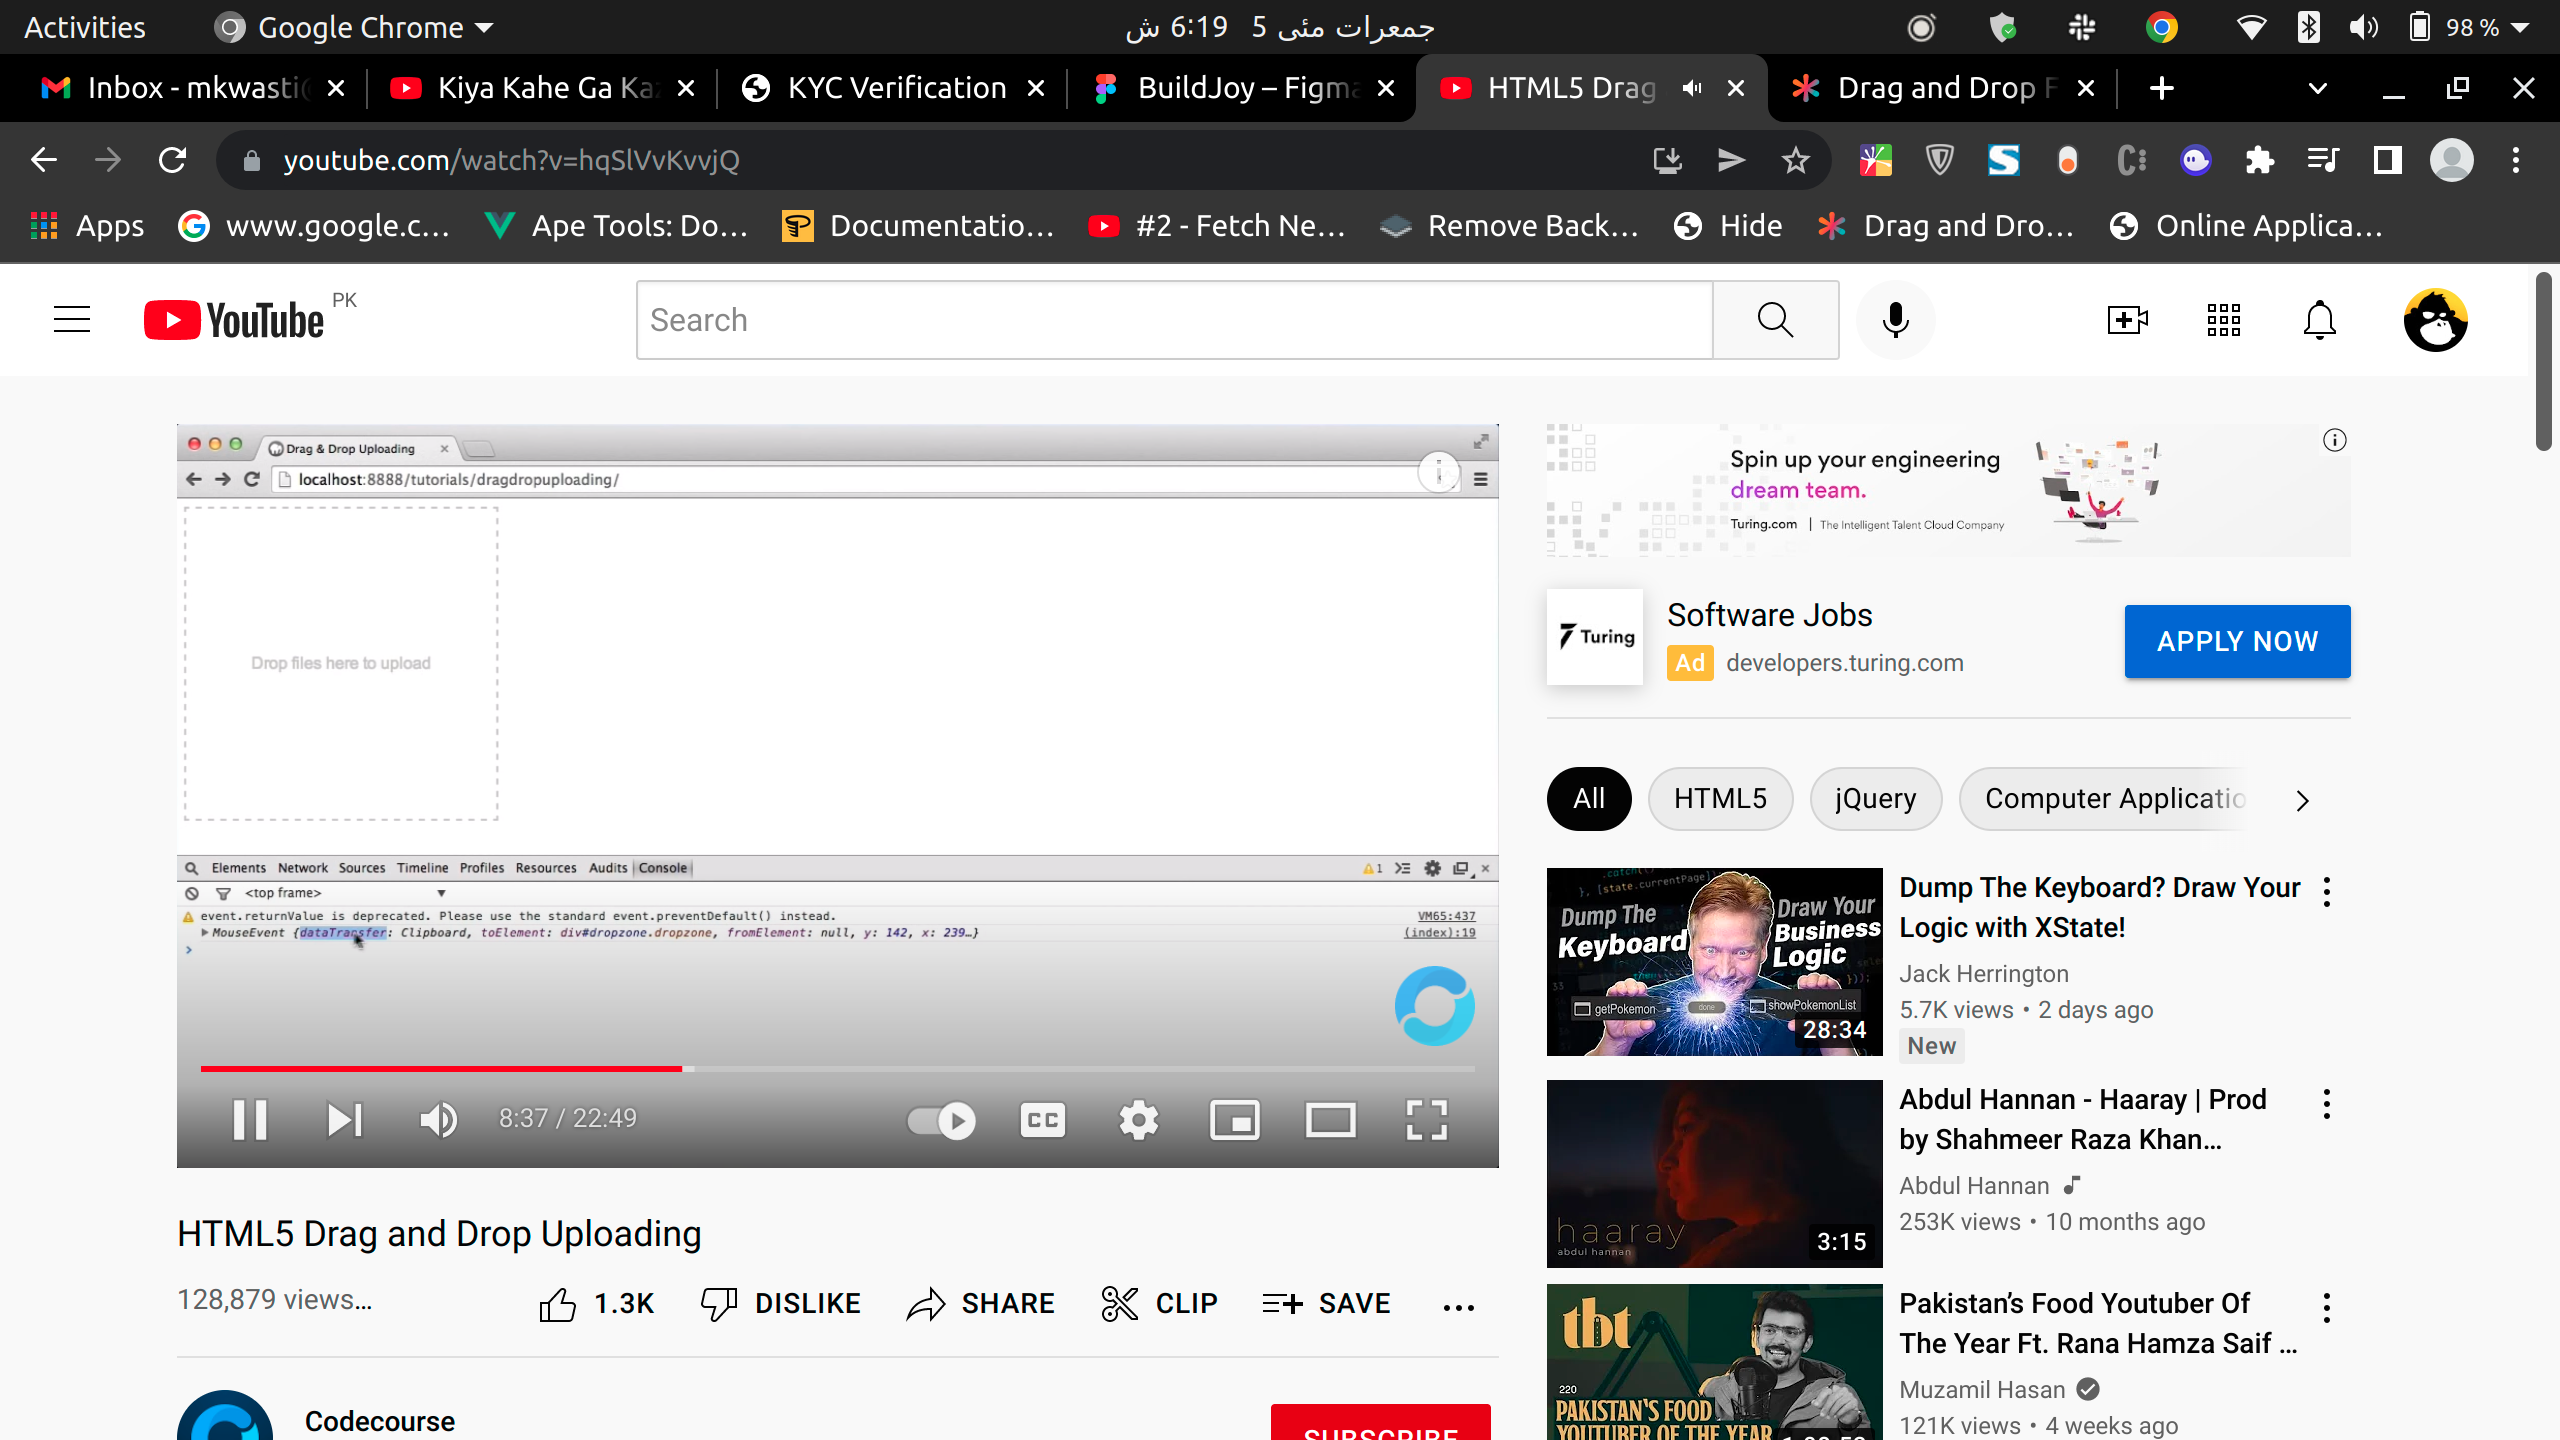 Activities
Google Chrome
جمعرات مئی 5 6:19 ش
98 %
Inbox - mkwasti
Kiya Kahe Ga Ka
KYC Verification
BuildJoy – Figma
HTML5 Drag
Drag and Drop F
youtube.com/watch?v=hqSlVvKvvjQ
Apps
www.google.c...
Ape Tools: Do...
Documentatio...
#2 - Fetch Ne...
Remove Back...
Hide
Drag and Dro...
Online Applica...
YouTube PK
Search
Drag & Drop Uploading
localhost:8888/tutorials/dragdropuploading/
Drop files here to upload
Elements Network Sources Timeline Profiles Resources Audits Console
1
<top frame>
event.returnValue is deprecated. Please use the standard event.preventDefault() instead. VM65:437
MouseEvent {dataTransfer: Clipboard, toElement: div#dropzone.dropzone, fromElement: null, y: 142, x: 239…} (index):19
8:37 / 22:49
CC
HTML5 Drag and Drop Uploading
128,879 views...
1.3K
DISLIKE
SHARE
CLIP
SAVE
Codecourse
SUBSCRIBE
Spin up your engineering
dream team.
Turing.com | The Intelligent Talent Cloud Company
Turing
Software Jobs
Ad developers.turing.com
APPLY NOW
All
HTML5
jQuery
Computer Applicatio
.catch(
}, [state.currentPage]
Dump The
Keyboard
Draw Your
Business
Logic
getPokemon
done
showPokemonList
28:34
Dump The Keyboard? Draw Your
Logic with XState!
Jack Herrington
5.7K views • 2 days ago
New
haaray
abdul hannan
3:15
Abdul Hannan - Haaray | Prod
by Shahmeer Raza Khan...
Abdul Hannan
253K views • 10 months ago
tbt
220
PAKISTAN'S FOOD
YOUTUBER OF THE YEAR
Pakistan's Food Youtuber Of
The Year Ft. Rana Hamza Saif ...
Muzamil Hasan
121K views • 4 weeks ago